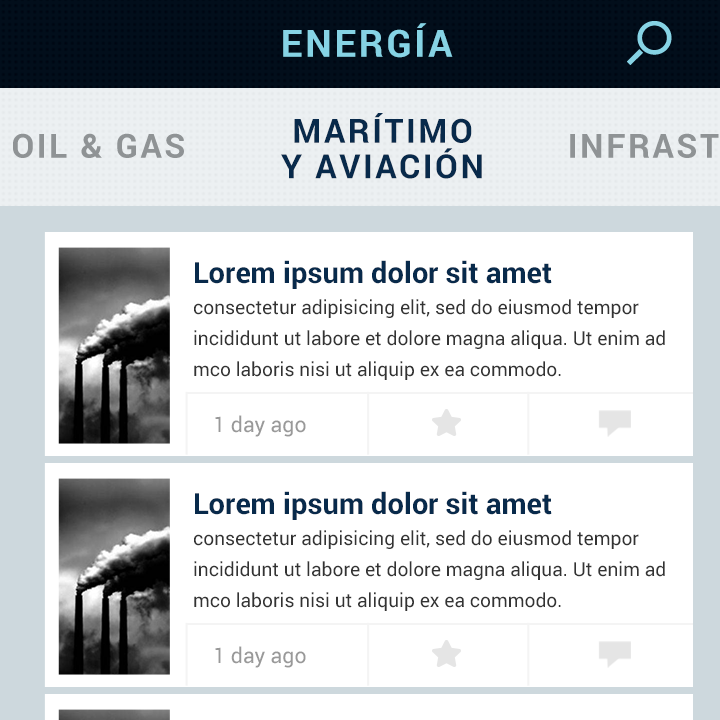 ENERGÍA
OIL & GAS
MARÍTIMO
Y AVIACIÓN
INFRAST
Lorem ipsum dolor sit amet
consectetur adipisicing elit, sed do eiusmod tempor
incididunt ut labore et dolore magna aliqua. Ut enim ad
mco laboris nisi ut aliquip ex ea commodo.
1 day ago
Lorem ipsum dolor sit amet
consectetur adipisicing elit, sed do eiusmod tempor
incididunt ut labore et dolore magna aliqua. Ut enim ad
mco laboris nisi ut aliquip ex ea commodo.
1 day ago